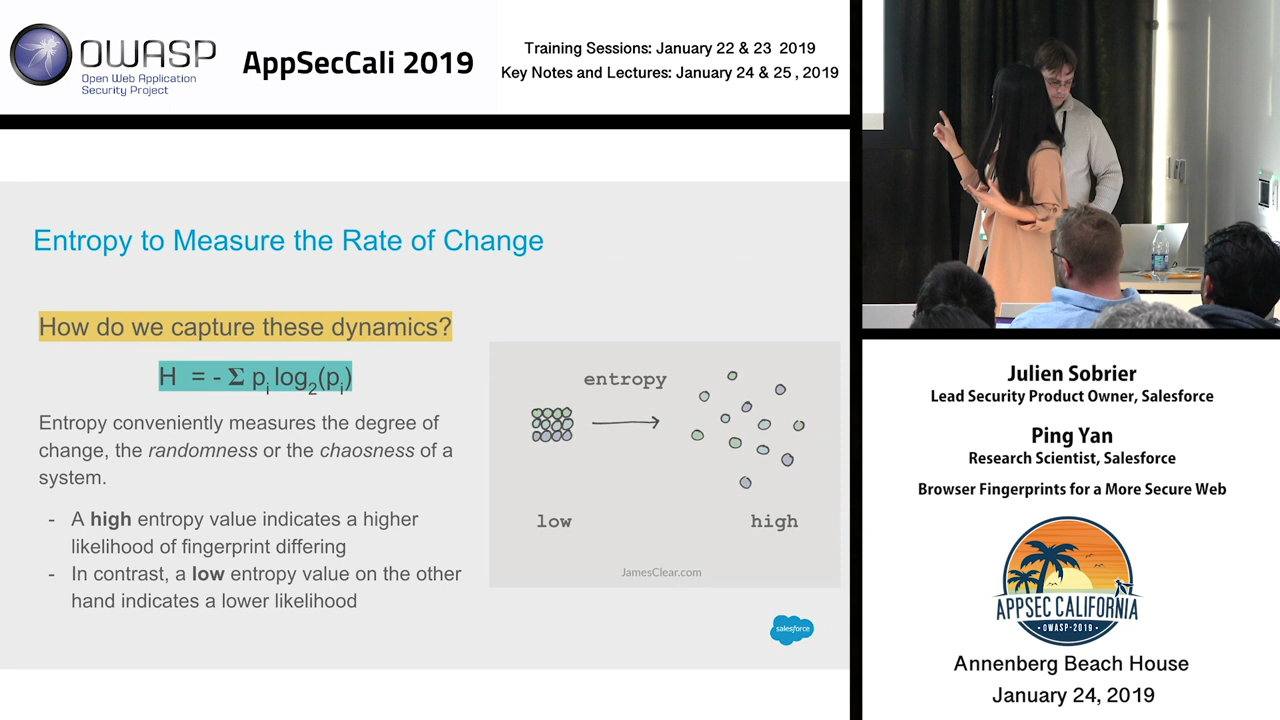 OWASP
Open Web Application
Security Project
AppSecCali 2019
Training Sessions: January 22 & 23 2019
Key Notes and Lectures: January 24 & 25 , 2019
Entropy to Measure the Rate of Change
How do we capture these dynamics?
H = - Σ pᵢ log₂(pᵢ)
Entropy conveniently measures the degree of
change, the randomness or the chaosness of a
system.
- A high entropy value indicates a higher
likelihood of fingerprint differing
- In contrast, a low entropy value on the other
hand indicates a lower likelihood
entropy
low
high
JamesClear.com
salesforce
Julien Sobrier
Lead Security Product Owner, Salesforce
Ping Yan
Research Scientist, Salesforce
Browser Fingerprints for a More Secure Web
APPSEC CALIFORNIA
• OWASP-2019 •
Annenberg Beach House
January 24, 2019